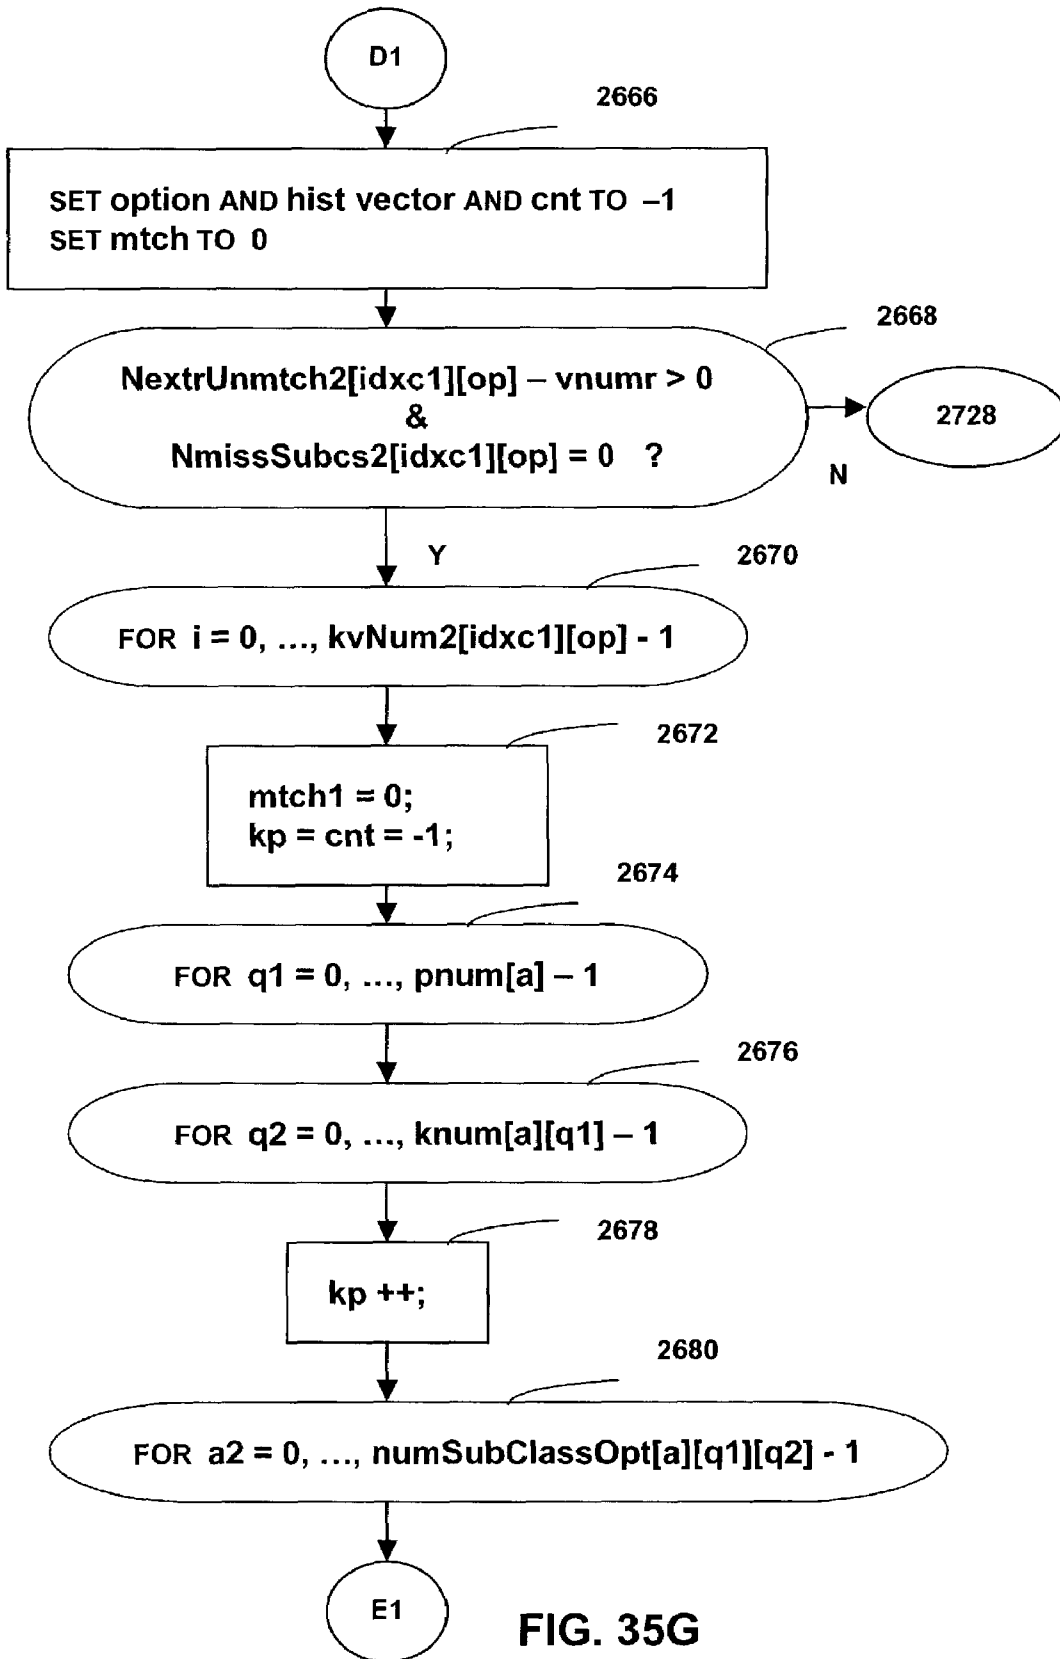 D1
2666
SET option AND hist vector AND cnt TO –1
SET mtch TO 0
2668
NextrUnmtch2[idxc1][op] – vnumr > 0
&
NmissSubcs2[idxc1][op] = 0 ?
2728
N
Y
2670
FOR i = 0, ..., kvNum2[idxc1][op] - 1
2672
mtch1 = 0;
kp = cnt = -1;
2674
FOR q1 = 0, ..., pnum[a] – 1
2676
FOR q2 = 0, ..., knum[a][q1] – 1
2678
kp ++;
2680
FOR a2 = 0, ..., numSubClassOpt[a][q1][q2] - 1
E1
FIG. 35G